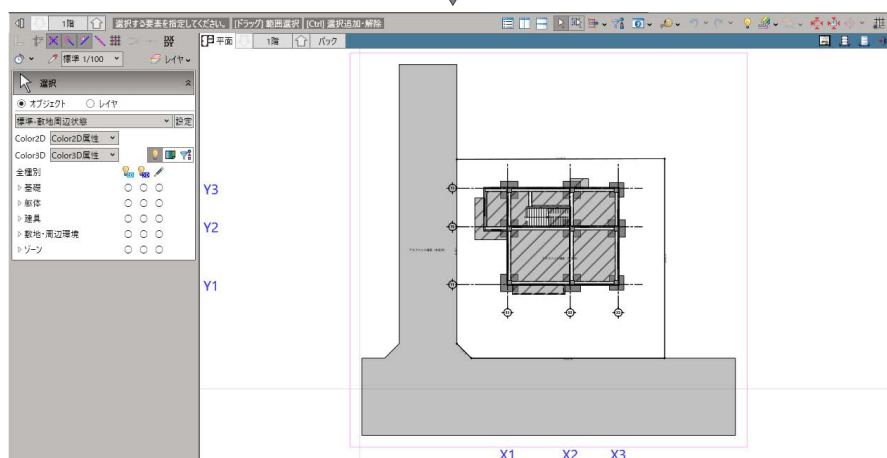 1階 選択する要素を指定してください。 [ドラッグ] 範囲選択 [Ctrl] 選択追加・解除
平面 1階 バック
標準 1/100 レイヤ
選択
オブジェクト レイヤ
標準-敷地周辺状態 設定
Color2D Color2D属性
Color3D Color3D属性
全種別
基礎
躯体
建具
敷地・周辺環境
ゾーン
Y3
Y2
Y1
X1 X2 X3